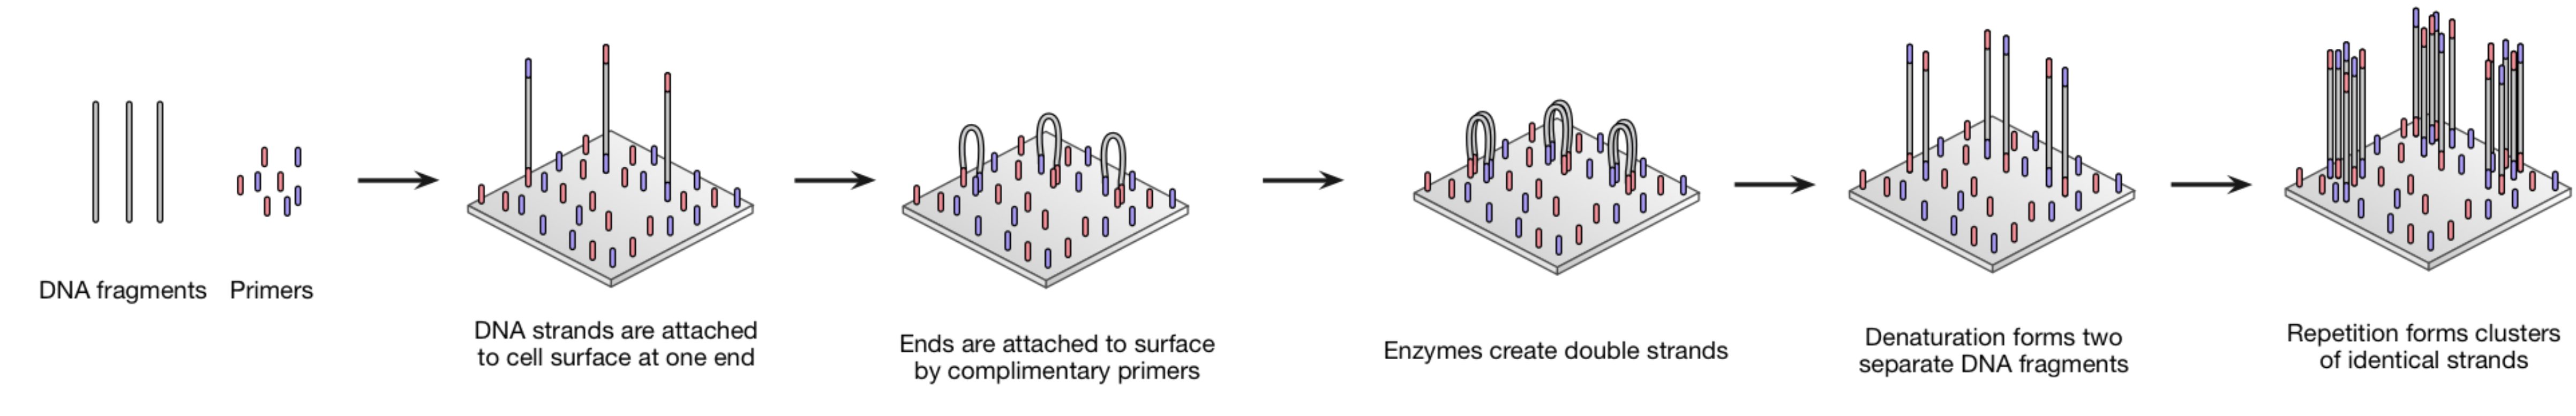 DNA fragments
Primers
DNA strands are attached
to cell surface at one end
Ends are attached to surface
by complimentary primers
Enzymes create double strands
Denaturation forms two
separate DNA fragments
Repetition forms clusters
of identical strands